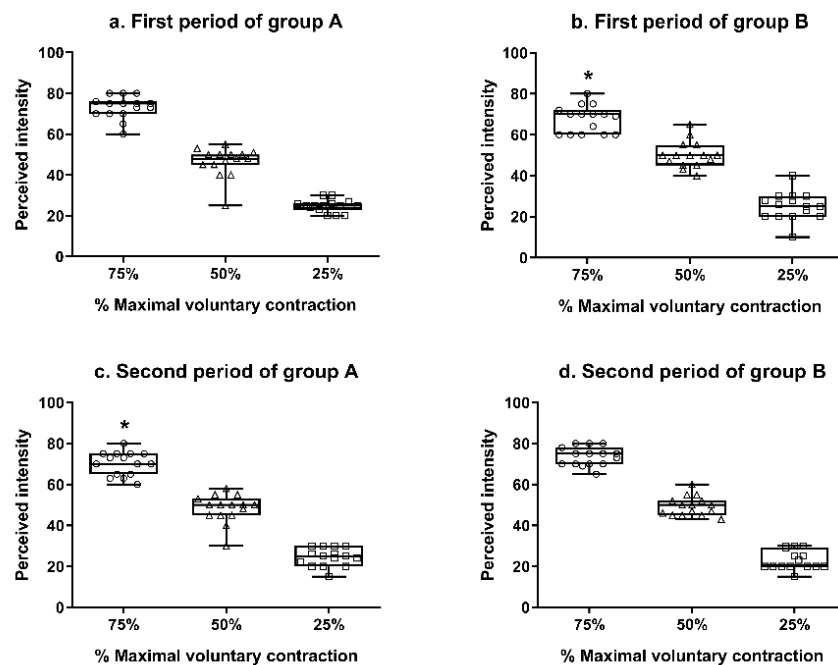 a. First period of group A
Perceived intensity
100
80
60
40
20
0
75% 50% 25%
% Maximal voluntary contraction
b. First period of group B
Perceived intensity
100
80
60
40
20
0
*
75% 50% 25%
% Maximal voluntary contraction
c. Second period of group A
Perceived intensity
100
80
60
40
20
0
*
75% 50% 25%
% Maximal voluntary contraction
d. Second period of group B
Perceived intensity
100
80
60
40
20
0
75% 50% 25%
% Maximal voluntary contraction